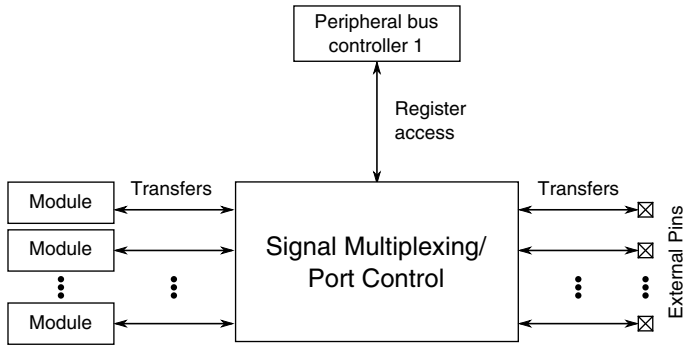 Peripheral bus
controller 1
Register
access
Module
Transfers
Transfers
Module
Signal Multiplexing/
Port Control
Module
External Pins